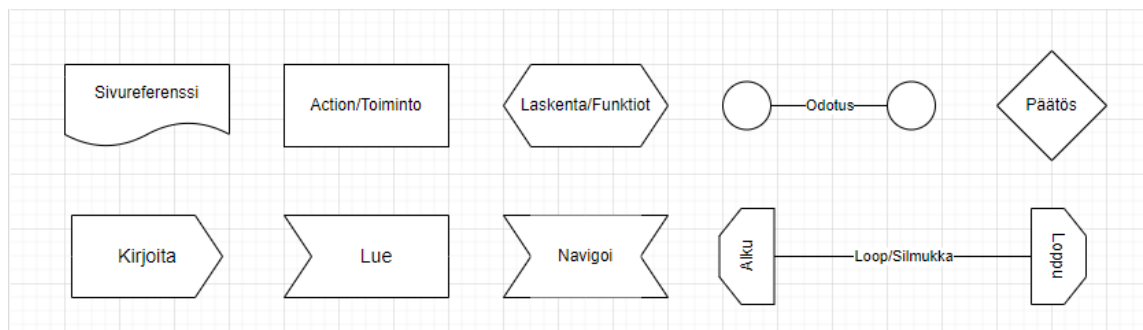 Sivureferenssi
Action/Toiminto
Laskenta/Funktiot
Odotus
Päätös
Kirjoita
Lue
Navigoi
Alku
Loop/Silmukka
Loppu